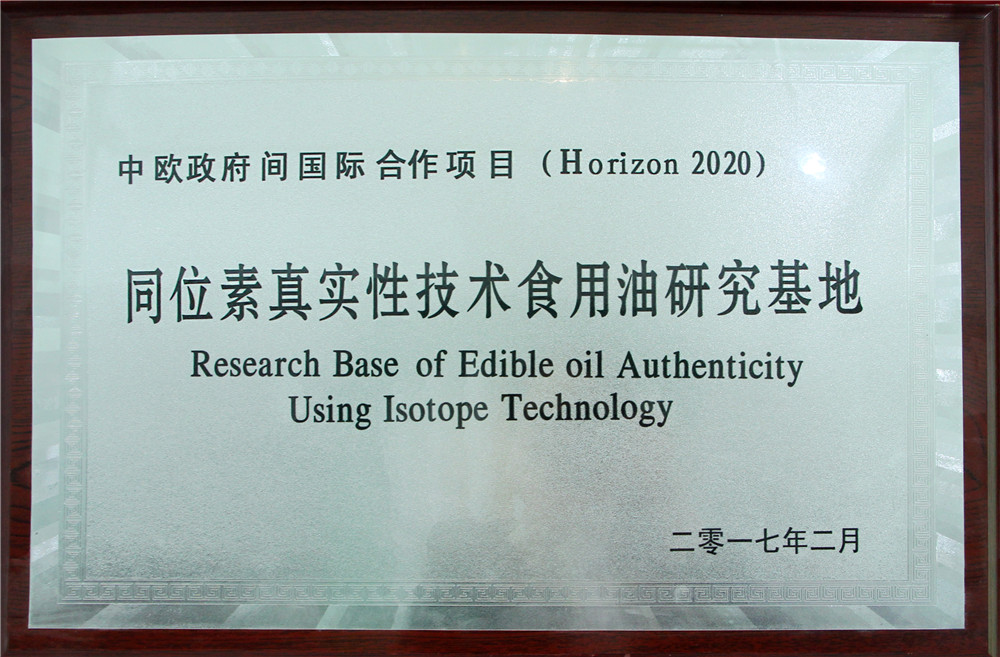 中欧政府间国际合作项目（Horizon 2020）
同位素真实性技术食用油研究基地
Research Base of Edible oil Authenticity
Using Isotope Technology
二零一七年二月